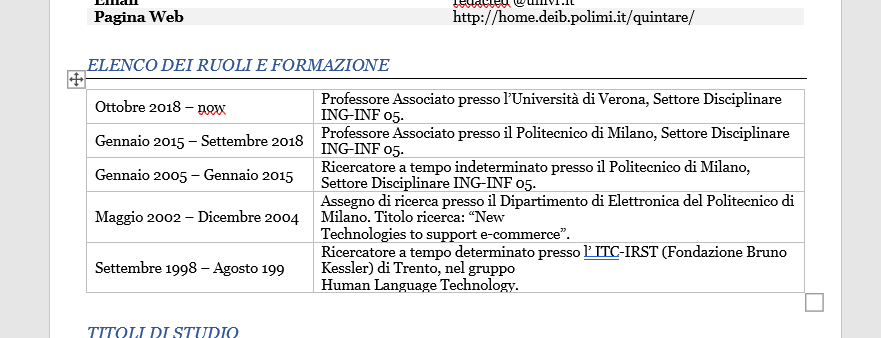 Email redacted @univr.it
Pagina Web http://home.deib.polimi.it/quintare/
ELENCO DEI RUOLI E FORMAZIONE
Ottobre 2018 – now
Professore Associato presso l’Università di Verona, Settore Disciplinare
ING-INF 05.
Gennaio 2015 – Settembre 2018
Professore Associato presso il Politecnico di Milano, Settore Disciplinare
ING-INF 05.
Gennaio 2005 – Gennaio 2015
Ricercatore a tempo indeterminato presso il Politecnico di Milano,
Settore Disciplinare ING-INF 05.
Maggio 2002 – Dicembre 2004
Assegno di ricerca presso il Dipartimento di Elettronica del Politecnico di
Milano. Titolo ricerca: “New
Technologies to support e-commerce”.
Settembre 1998 – Agosto 199
Ricercatore a tempo determinato presso l’ ITC-IRST (Fondazione Bruno
Kessler) di Trento, nel gruppo
Human Language Technology.
TITOLI DI STUDIO